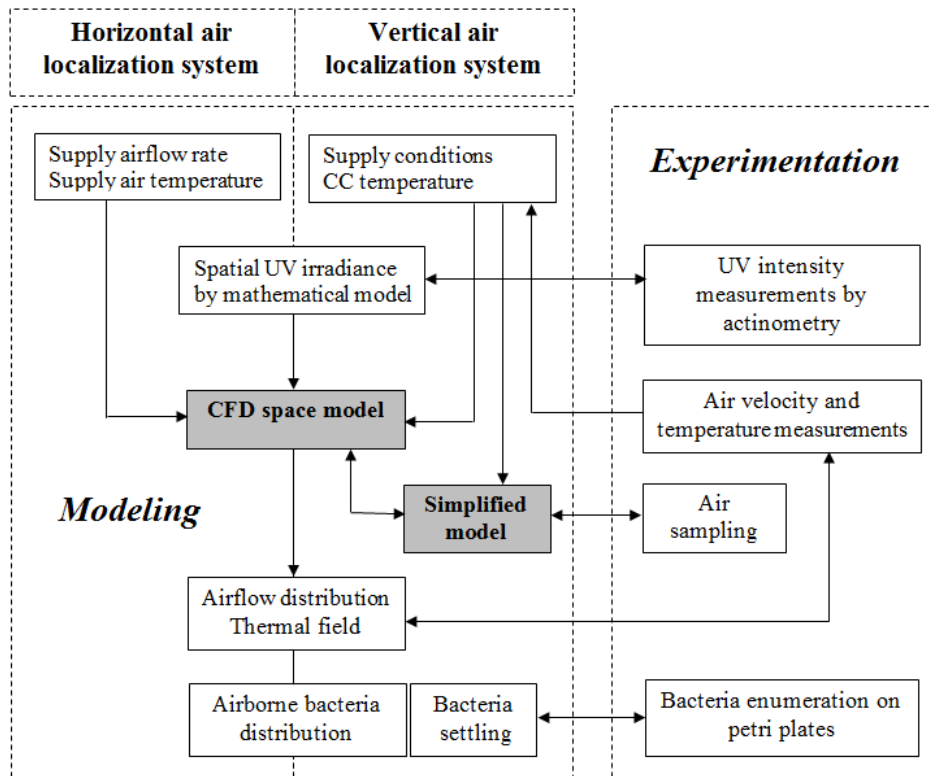 Horizontal air
localization system
Vertical air
localization system
Supply airflow rate
Supply air temperature
Supply conditions
CC temperature
Experimentation
Spatial UV irradiance
by mathematical model
UV intensity
measurements by
actinometry
CFD space model
Air velocity and
temperature measurements
Modeling
Simplified
model
Air
sampling
Airflow distribution
Thermal field
Airborne bacteria
distribution
Bacteria
settling
Bacteria enumeration on
petri plates